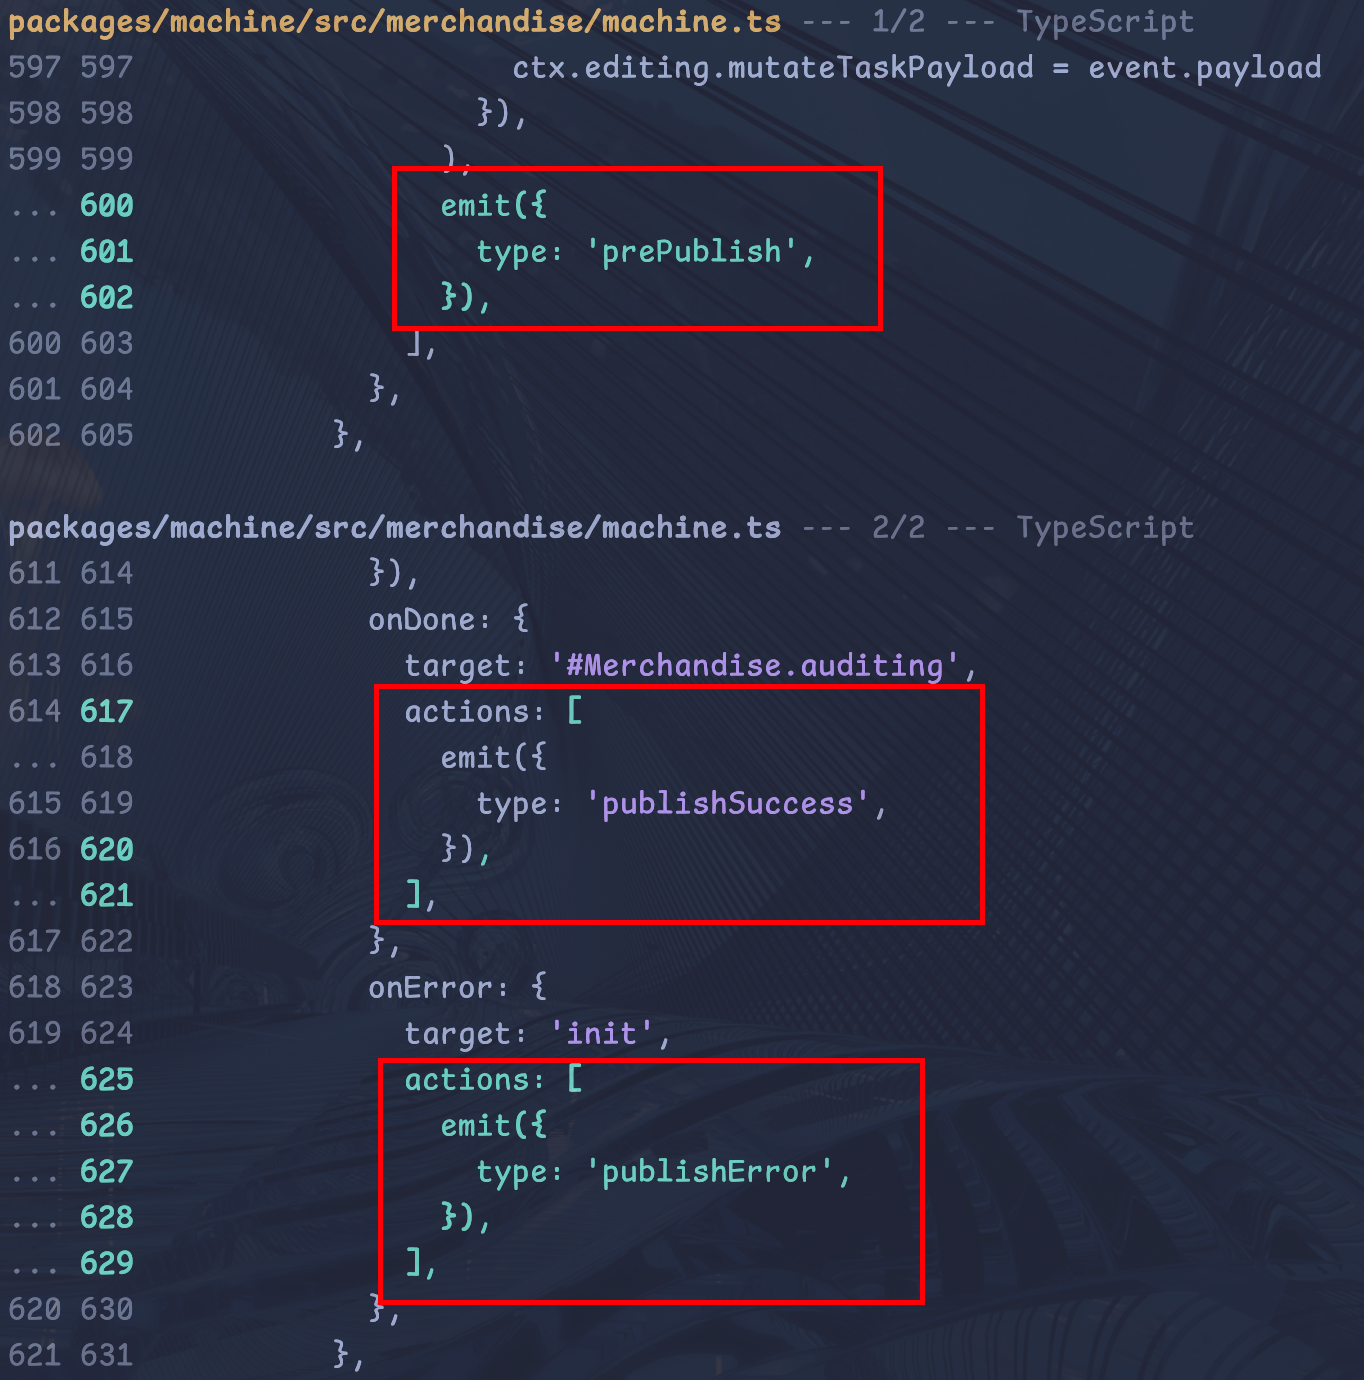 packages/machine/src/merchandise/machine.ts --- 1/2 --- TypeScript
597 597                     ctx.editing.mutateTaskPayload = event.payload
598 598                   }),
599 599                 ),
... 600                 emit({
... 601                   type: 'prePublish',
... 602                 }),
600 603               ],
601 604             },
602 605           },
packages/machine/src/merchandise/machine.ts --- 2/2 --- TypeScript
611 614             }),
612 615             onDone: {
613 616               target: '#Merchandise.auditing',
614 617               actions: [
... 618                 emit({
615 619                   type: 'publishSuccess',
616 620                 }),
... 621               ],
617 622             },
618 623             onError: {
619 624               target: 'init',
... 625               actions: [
... 626                 emit({
... 627                   type: 'publishError',
... 628                 }),
... 629               ],
620 630             },
621 631           },